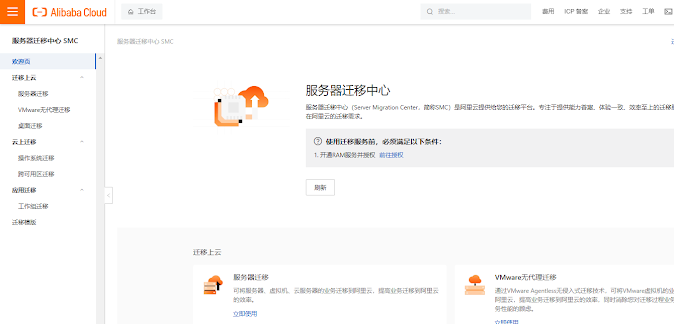 Alibaba Cloud
工作台
搜索...
费用
ICP 备案
企业
支持
工单
服务器迁移中心 SMC
欢迎页
迁移上云
服务器迁移
VMware无代理迁移
桌面迁移
云上迁移
操作系统迁移
跨可用区迁移
应用迁移
工作组迁移
迁移模板
服务器迁移中心 SMC
服务器迁移中心
服务器迁移中心（Server Migration Center，简称SMC）是阿里云提供给您的迁移平台。专注于提供能力普惠、体验一致、效率至上的迁移服
在阿里云的迁移需求。
使用迁移服务前，必须满足以下条件：
1. 开通RAM服务并授权 前往授权
刷新
迁移上云
服务器迁移
可将服务器、虚拟机、云服务器的业务迁移到阿里云，提高业务迁移到阿里云
的效率。
立即使用
VMware无代理迁移
通过VMware Agentless无侵入式迁移技术，可将VMware虚拟机的业
阿里云，提高业务迁移到阿里云的效率，同时消除您对迁移过程业务
务性能的顾虑。
立即使用